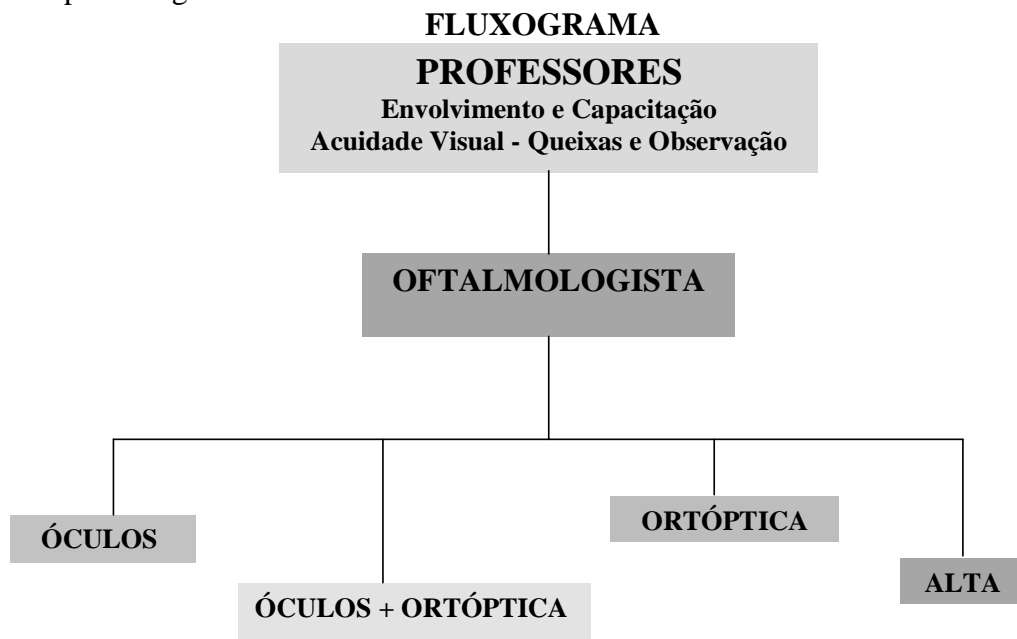 FLUXOGRAMA
PROFESSORES
Envolvimento e Capacitação
Acuidade Visual - Queixas e Observação
OFTALMOLOGISTA
ÓCULOS
ÓCULOS + ORTÓPTICA
ORTÓPTICA
ALTA